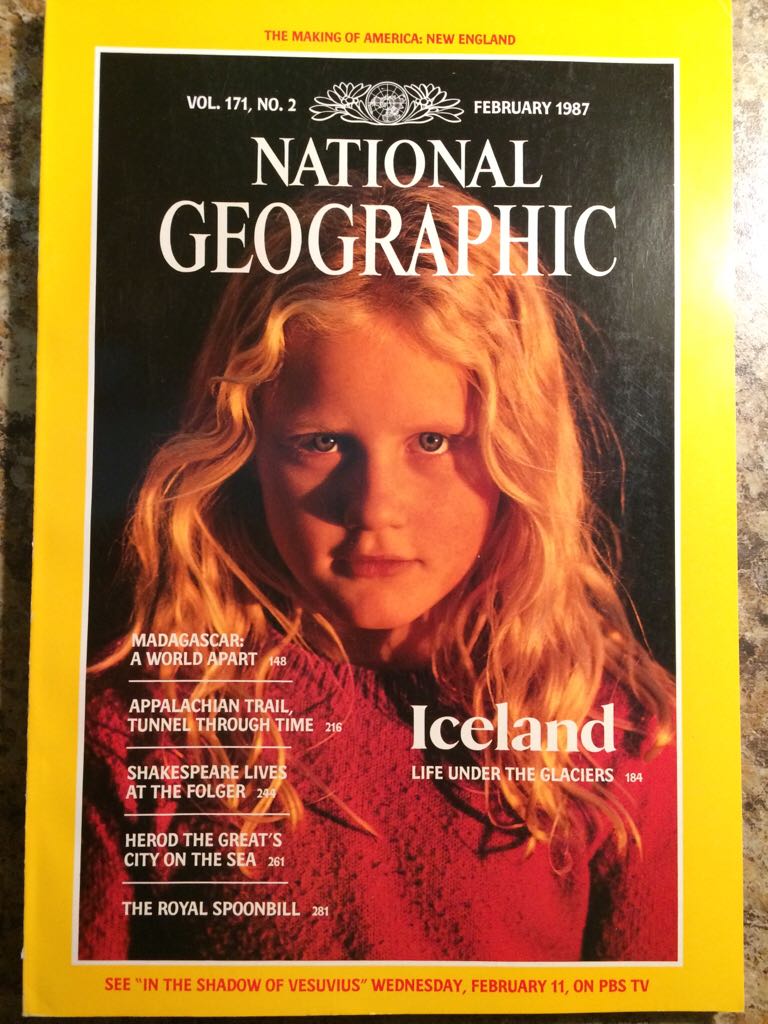 THE MAKING OF AMERICA: NEW ENGLAND
VOL. 171, NO. 2 FEBRUARY 1987
NATIONAL
GEOGRAPHIC
MADAGASCAR:
A WORLD APART 148
APPALACHIAN TRAIL,
TUNNEL THROUGH TIME 216
SHAKESPEARE LIVES
AT THE FOLGER 244
HEROD THE GREAT'S
CITY ON THE SEA 261
THE ROYAL SPOONBILL 281
Iceland
LIFE UNDER THE GLACIERS 184
SEE "IN THE SHADOW OF VESUVIUS" WEDNESDAY, FEBRUARY 11, ON PBS TV